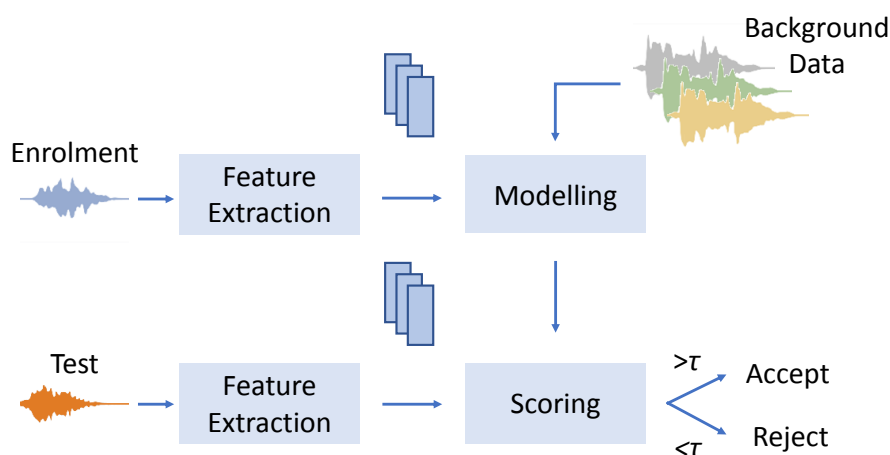 Background
Data
Enrolment
Feature
Extraction
Modelling
Test
Feature
Extraction
Scoring
>τ
Accept
<τ
Reject